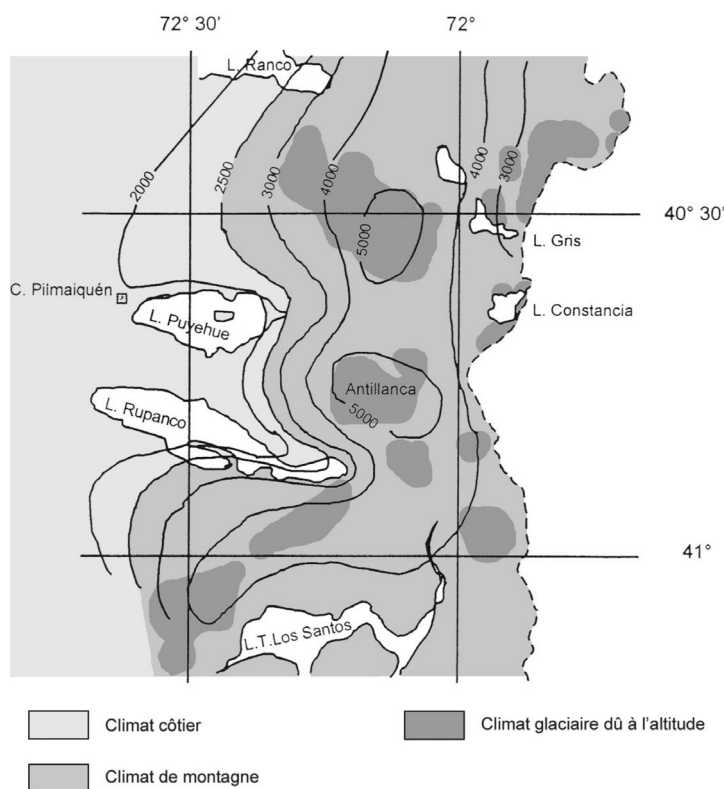 72° 30’
72°
L. Ranco
2000
2500
3000
4000
4000
3000
5000
40° 30’
L. Gris
C. Pilmaiquén
L. Constancia
L. Puyehue
Antillanca
5000
L. Rupanco
41°
L.T.Los Santos
Climat côtier
Climat glaciaire dû à l’altitude
Climat de montagne